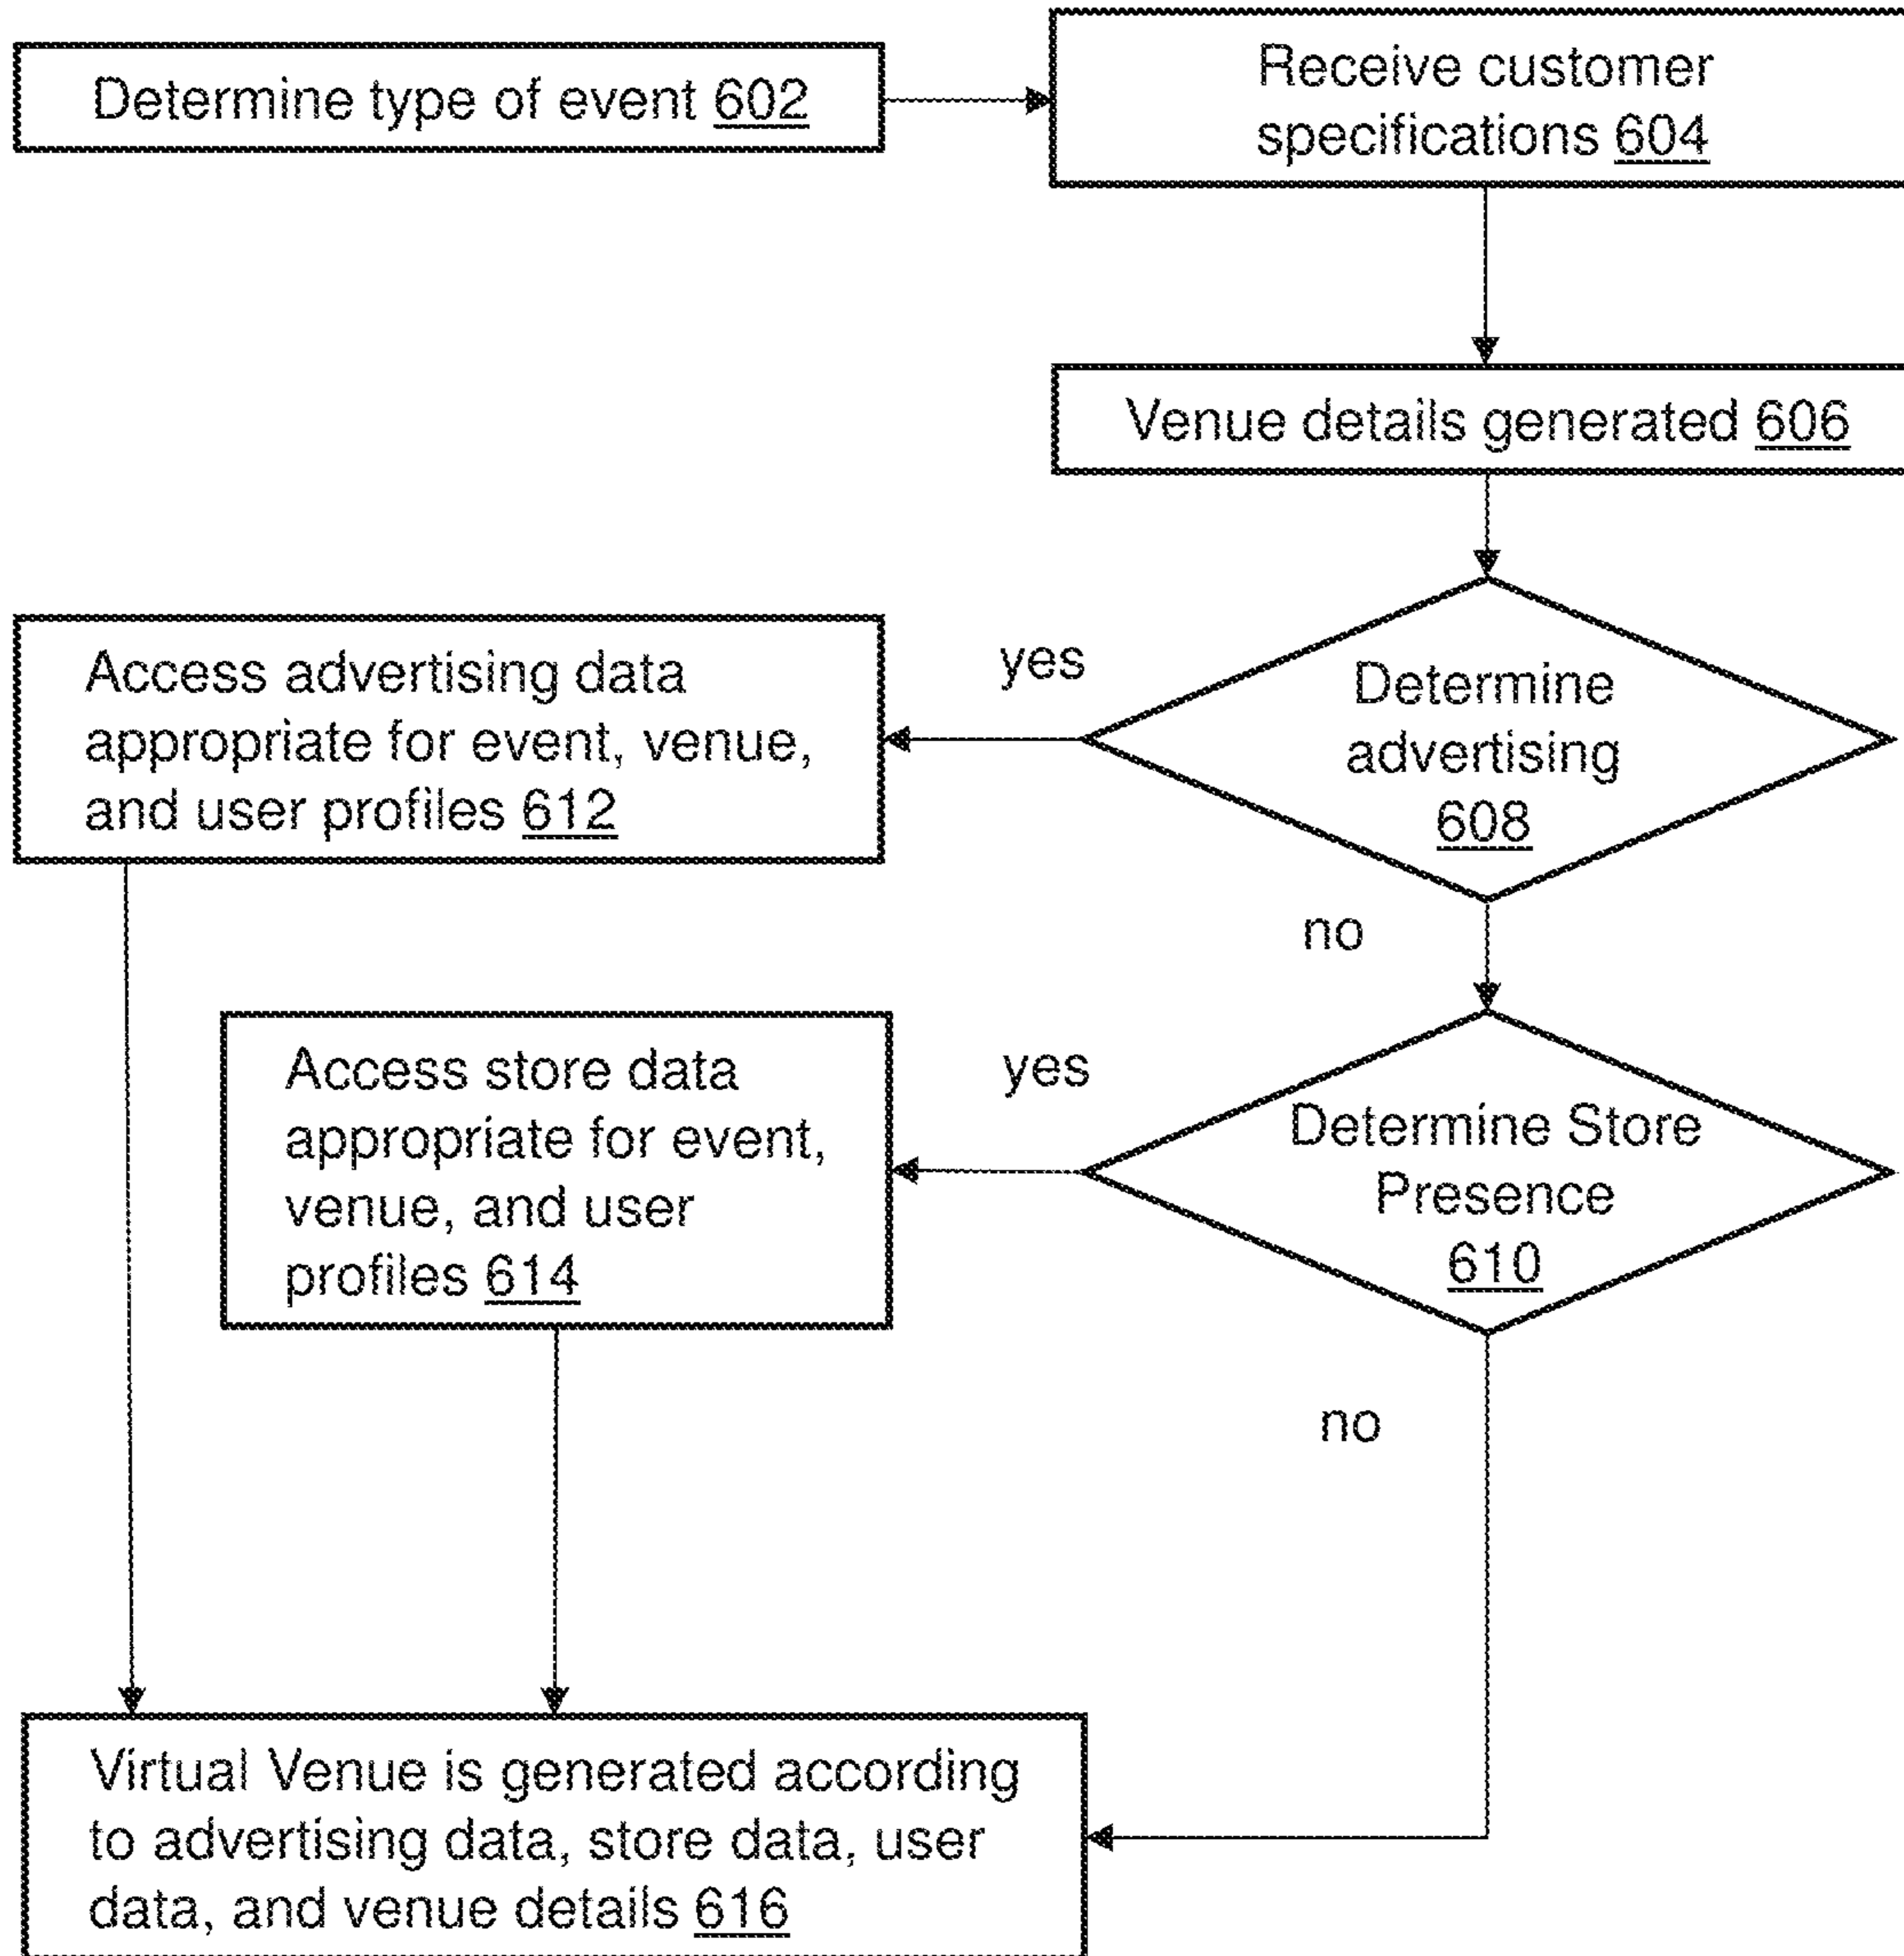 Determine type of event 602
Receive customer
specifications 604
Venue details generated 606
Determine
advertising
608
yes
Access advertising data
appropriate for event, venue,
and user profiles 612
no
Determine Store
Presence
610
yes
Access store data
appropriate for event,
venue, and user
profiles 614
no
Virtual Venue is generated according
to advertising data, store data, user
data, and venue details 616